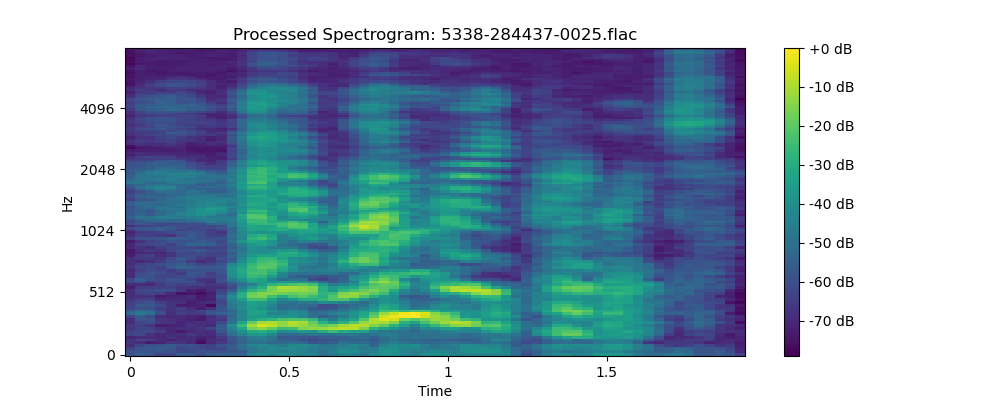 Processed Spectrogram: 5338-284437-0025.flac
Hz
4096
2048
1024
512
0
0
0.5
1
1.5
Time
+0 dB
-10 dB
-20 dB
-30 dB
-40 dB
-50 dB
-60 dB
-70 dB